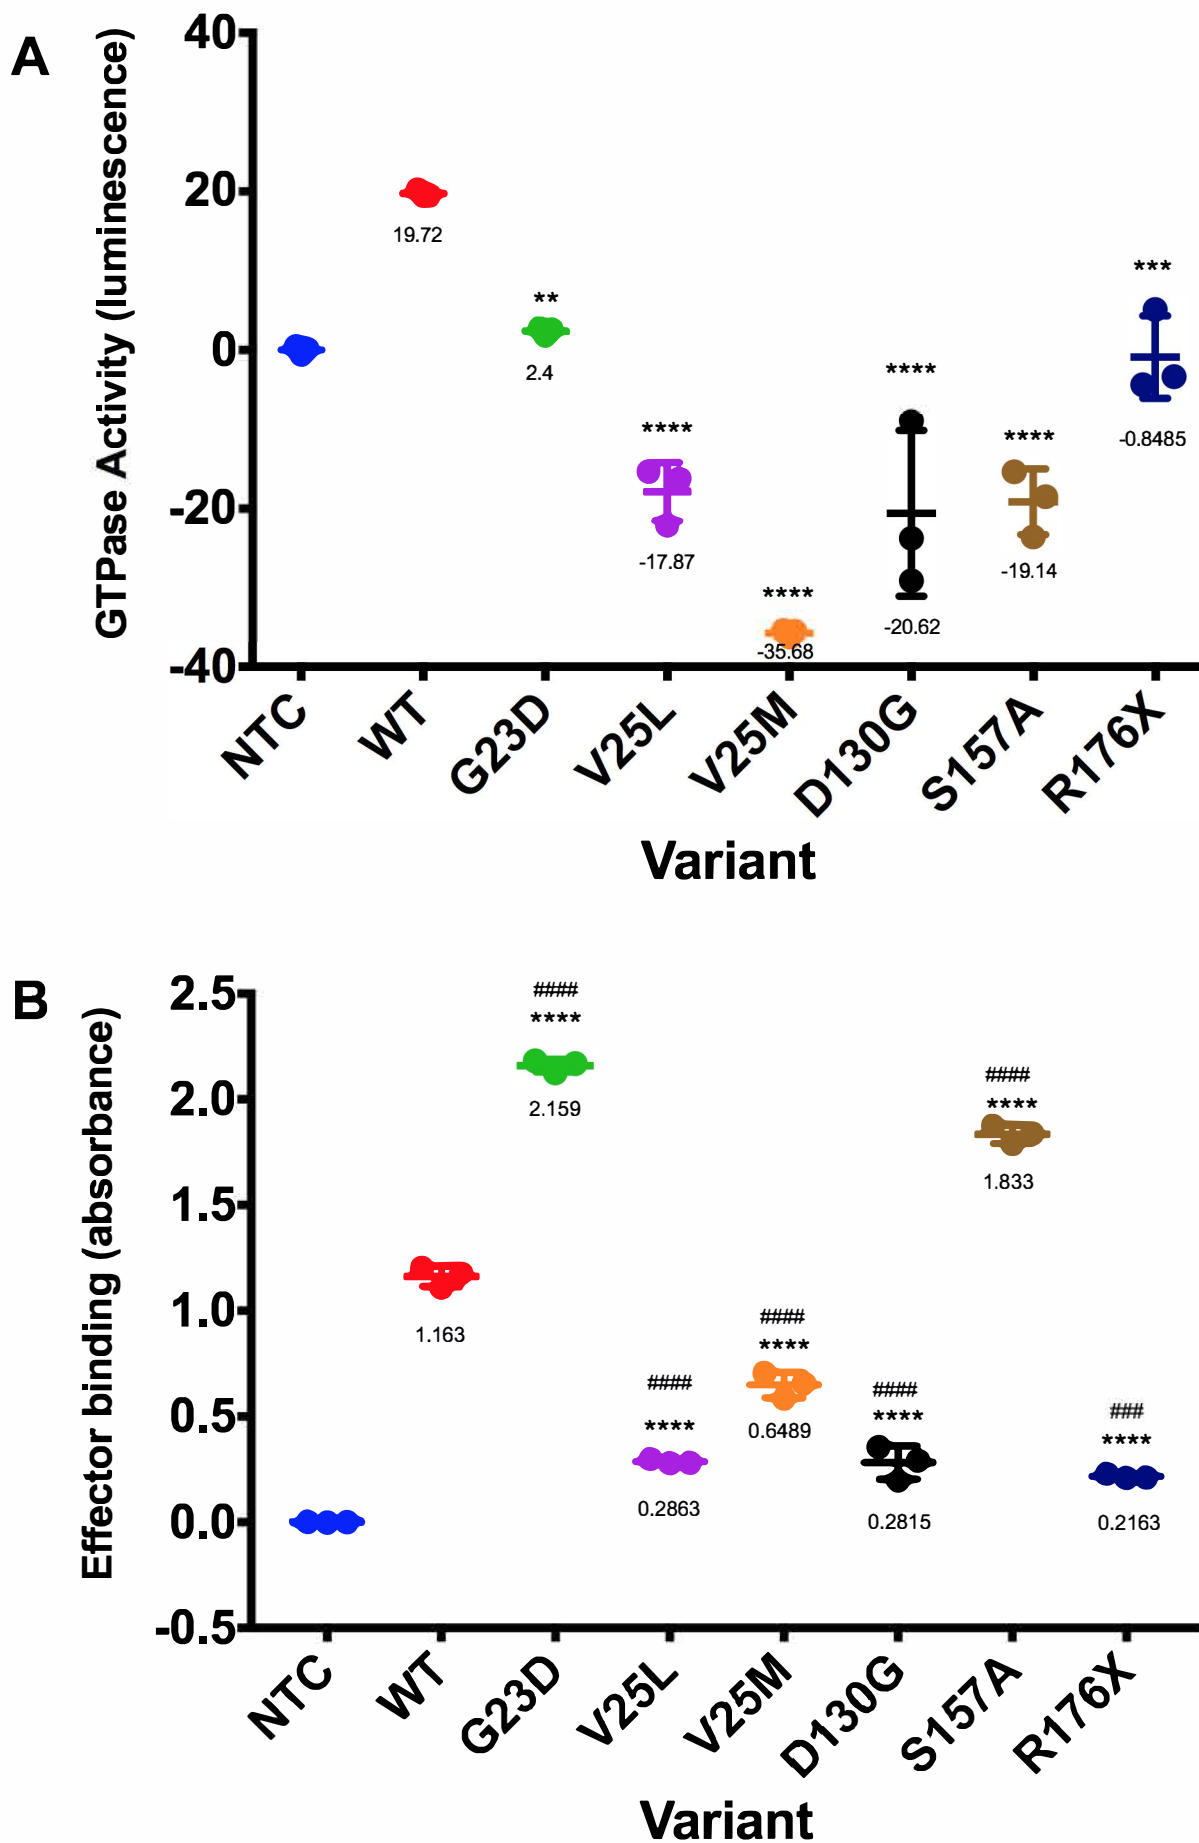 A
GTPase Activity (luminescence)
40
20
0
-20
-40
19.72
**
2.4
****
-17.87
****
-35.68
****
-20.62
****
-19.14
***
-0.8485
NTC
WT
G23D
V25L
V25M
D130G
S157A
R176X
Variant
B
Effector binding (absorbance)
2.5
2.0
1.5
1.0
0.5
0.0
-0.5
1.163
####
****
2.159
####
****
0.2863
####
****
0.6489
####
****
0.2815
####
****
1.833
###
****
0.2163
NTC
WT
G23D
V25L
V25M
D130G
S157A
R176X
Variant